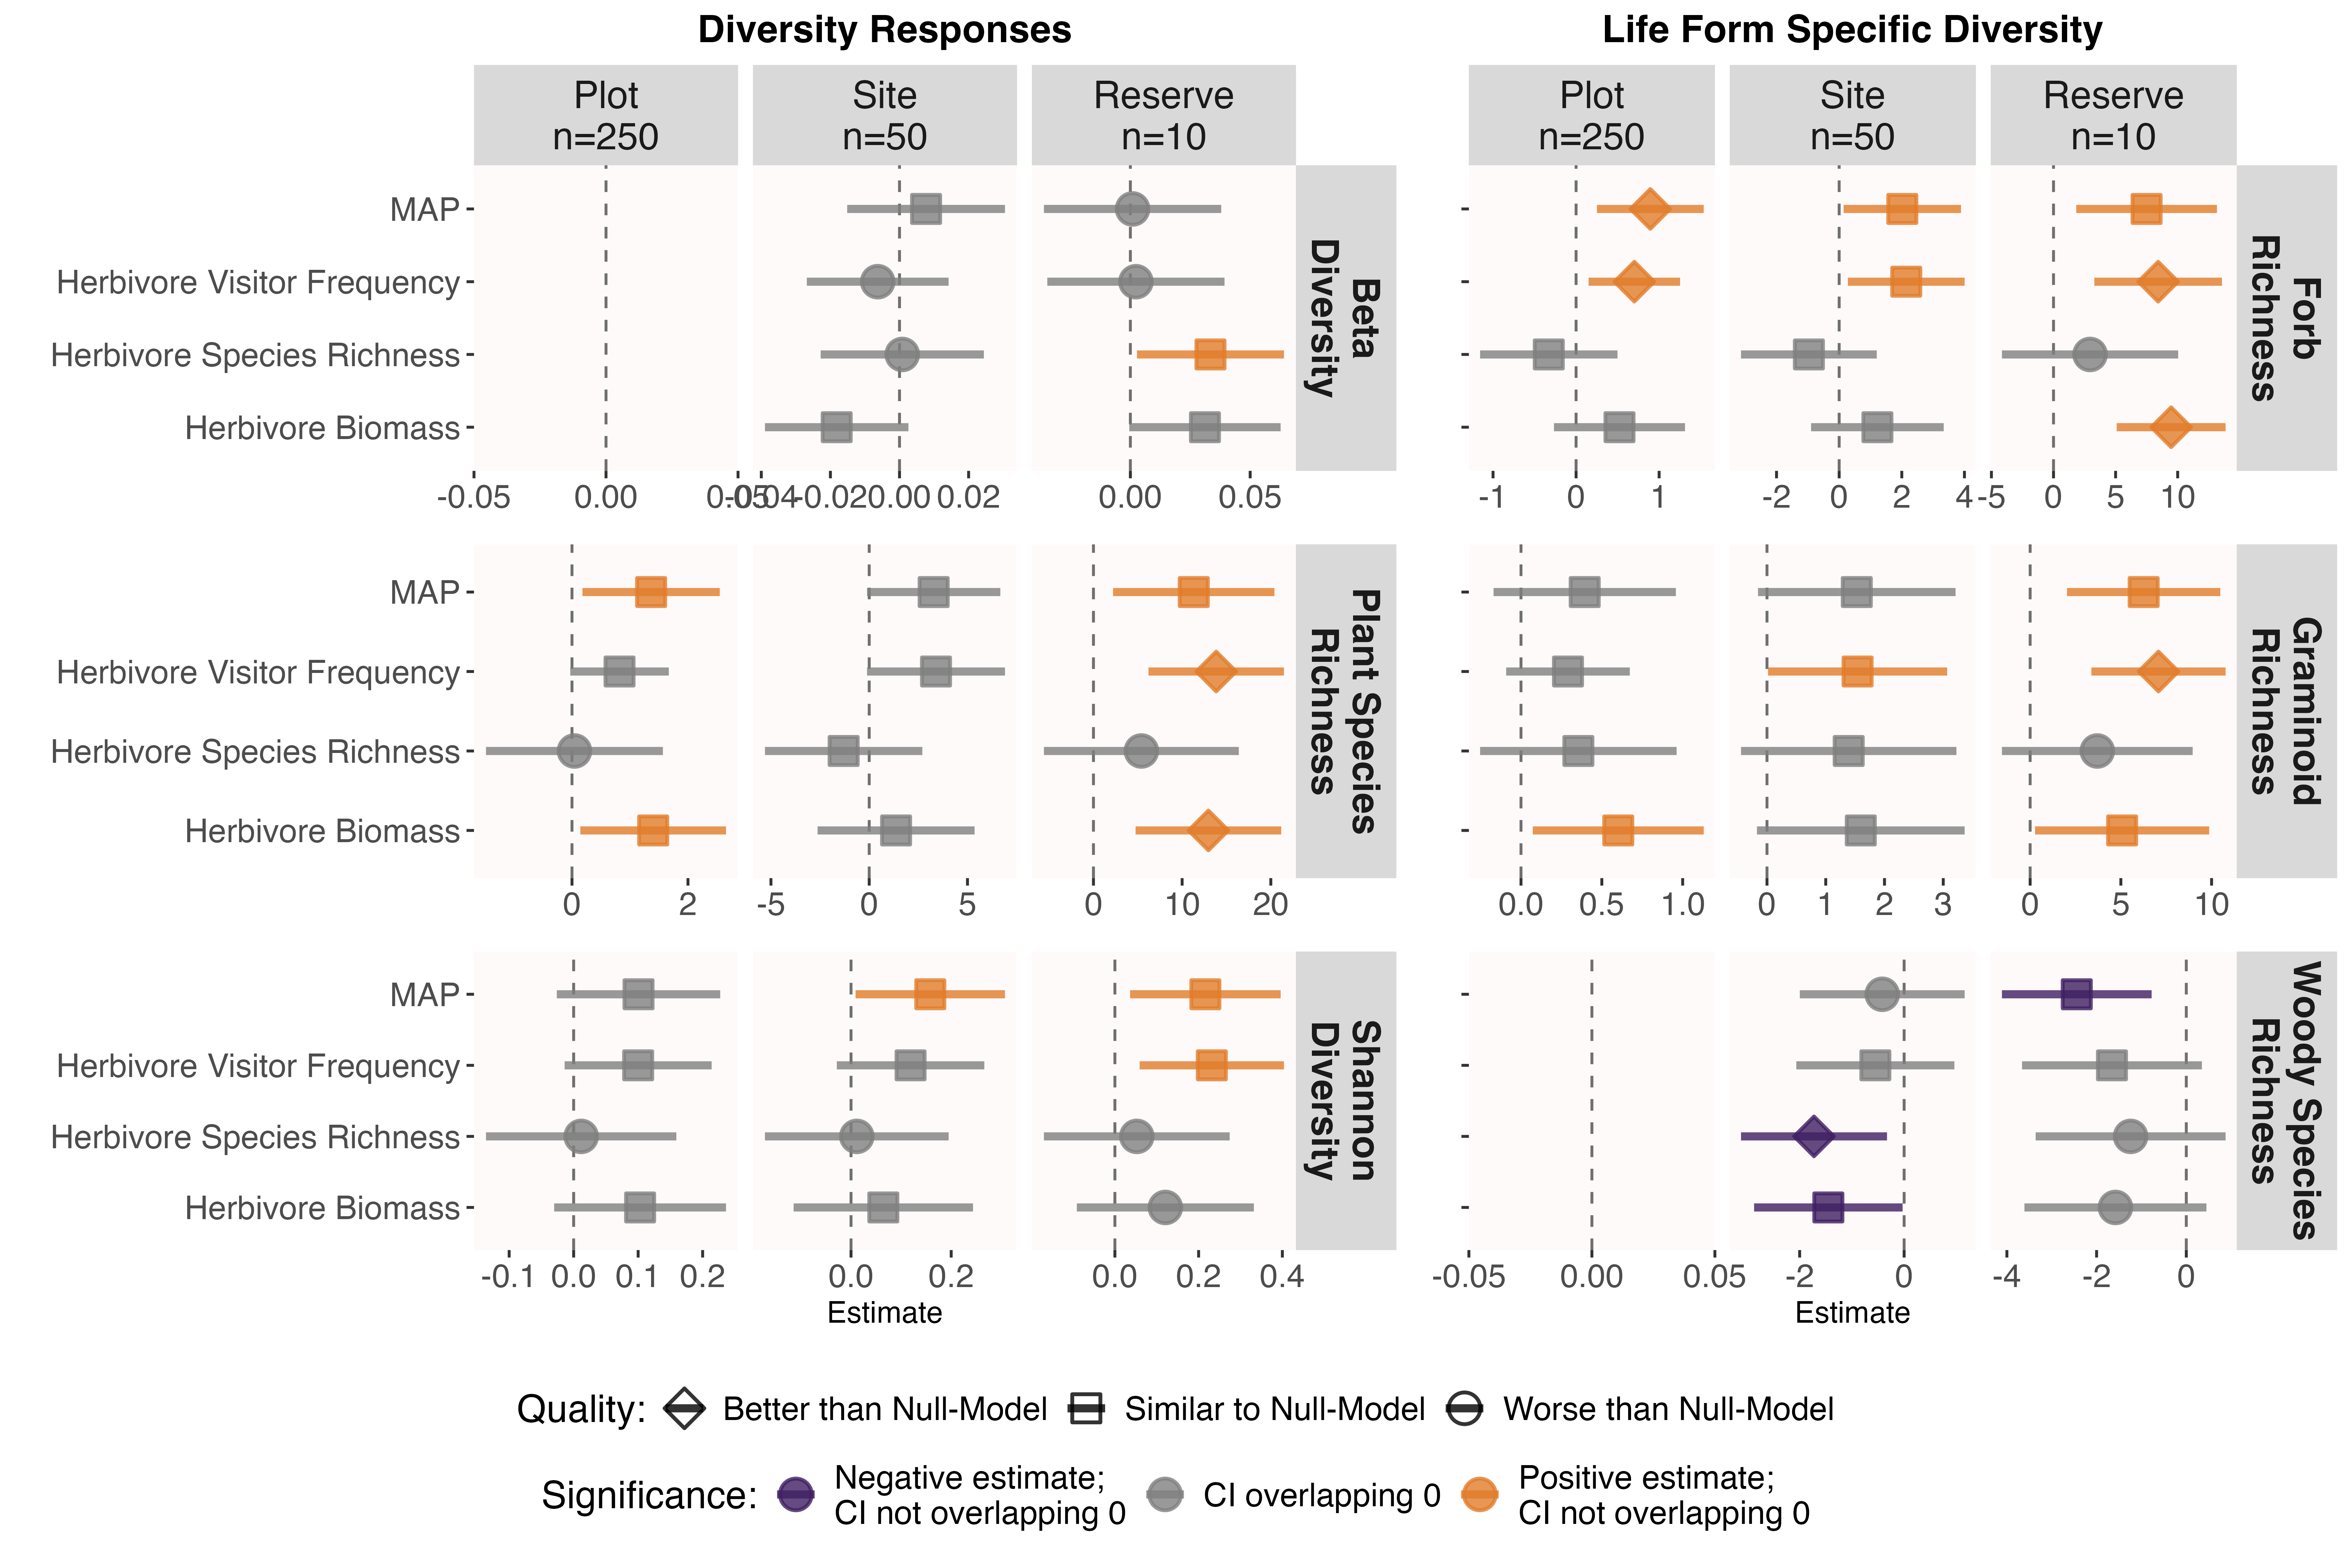 Diversity Responses
Life Form Specific Diversity
Plot
n=250
Site
n=50
Reserve
n=10
Plot
n=250
Site
n=50
Reserve
n=10
MAP
Herbivore Visitor Frequency
Herbivore Species Richness
Herbivore Biomass
Beta
Diversity
Forb
Richness
-0.05 0.00 0.05
-0.04 -0.02 0.00 0.02
0.00 0.05
-1 0 1
-2 0 2 4
-5 0 5 10
MAP
Herbivore Visitor Frequency
Herbivore Species Richness
Herbivore Biomass
Plant Species
Richness
Graminoid
Richness
0 2
-5 0 5
0 10 20
0.0 0.5 1.0
0 1 2 3
0 5 10
MAP
Herbivore Visitor Frequency
Herbivore Species Richness
Herbivore Biomass
Shannon
Diversity
Woody Species
Richness
-0.1 0.0 0.1 0.2
0.0 0.2
0.0 0.2 0.4
-0.05 0.00 0.05
-2 0
-4 -2 0
Estimate
Estimate
Quality: Better than Null-Model Similar to Null-Model Worse than Null-Model
Significance:
Negative estimate;
CI not overlapping 0
CI overlapping 0
Positive estimate;
CI not overlapping 0